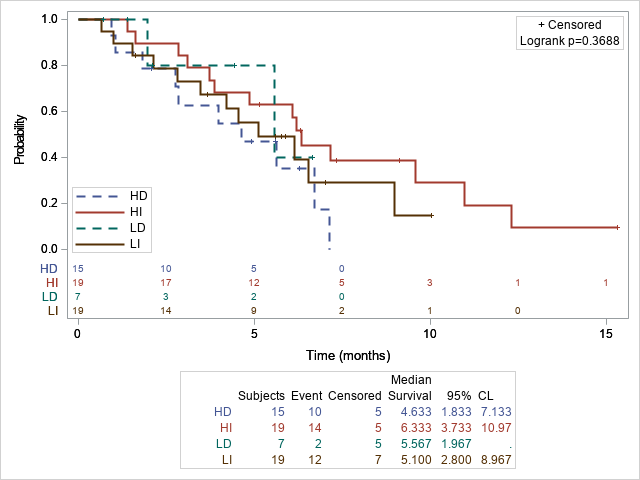 + Censored
Logrank p=0.3688
1.0
0.8
0.6
0.4
0.2
0.0
Probability
HD
HI
LD
LI
HD 15 10 5 0
HI 19 17 12 5 3 1 1
LD 7 3 2 0
LI 19 14 9 2 1 0
0 5 10 15
Time (months)
Median
Subjects Event Censored Survival 95% CL
HD 15 10 5 4.633 1.833 7.133
HI 19 14 5 6.333 3.733 10.97
LD 7 2 5 5.567 1.967 .
LI 19 12 7 5.100 2.800 8.967